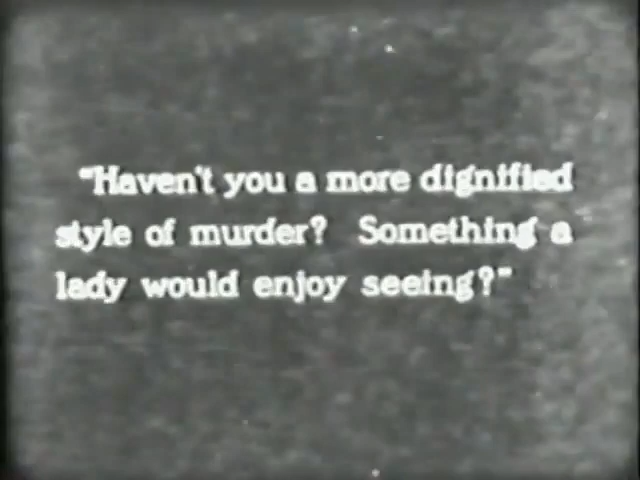 "Haven't you a more dignified
style of murder? Something a
lady would enjoy seeing?"